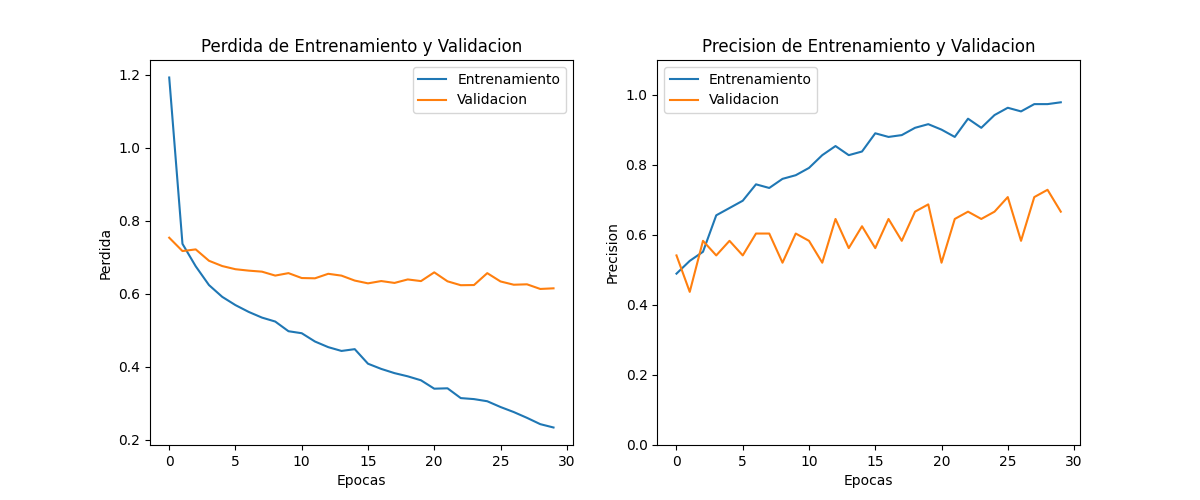 Perdida de Entrenamiento y Validacion
Entrenamiento
Validacion
1.2
1.0
0.8
0.6
0.4
0.2
Perdida
0
5
10
15
20
25
30
Epocas
Precision de Entrenamiento y Validacion
Entrenamiento
Validacion
1.0
0.8
0.6
0.4
0.2
0.0
Precision
0
5
10
15
20
25
30
Epocas